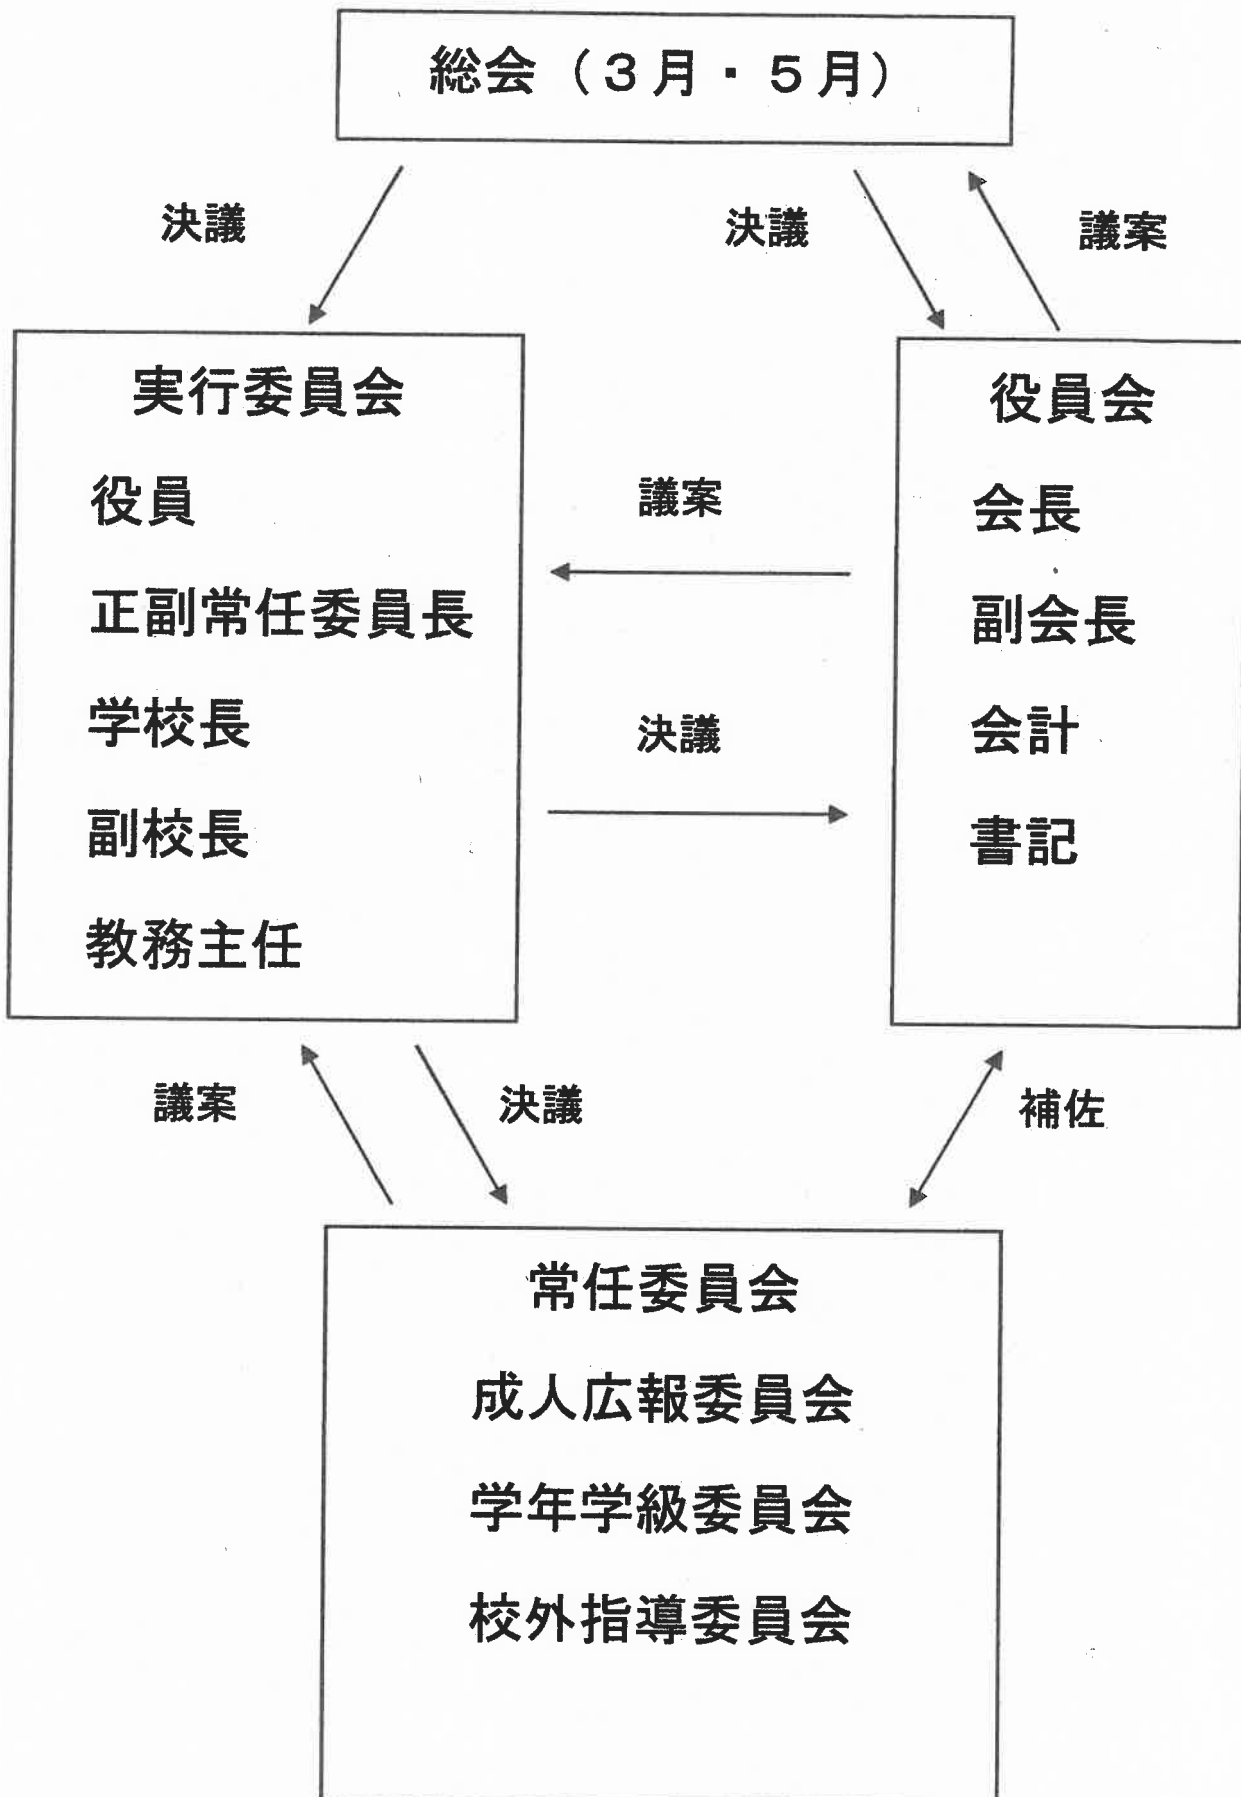 総会（３月・５月）
決議
決議
議案
実行委員会
役員
正副常任委員長
学校長
副校長
教務主任
議案
決議
役員会
会長
副会長
会計
書記
議案
決議
補佐
常任委員会
成人広報委員会
学年学級委員会
校外指導委員会